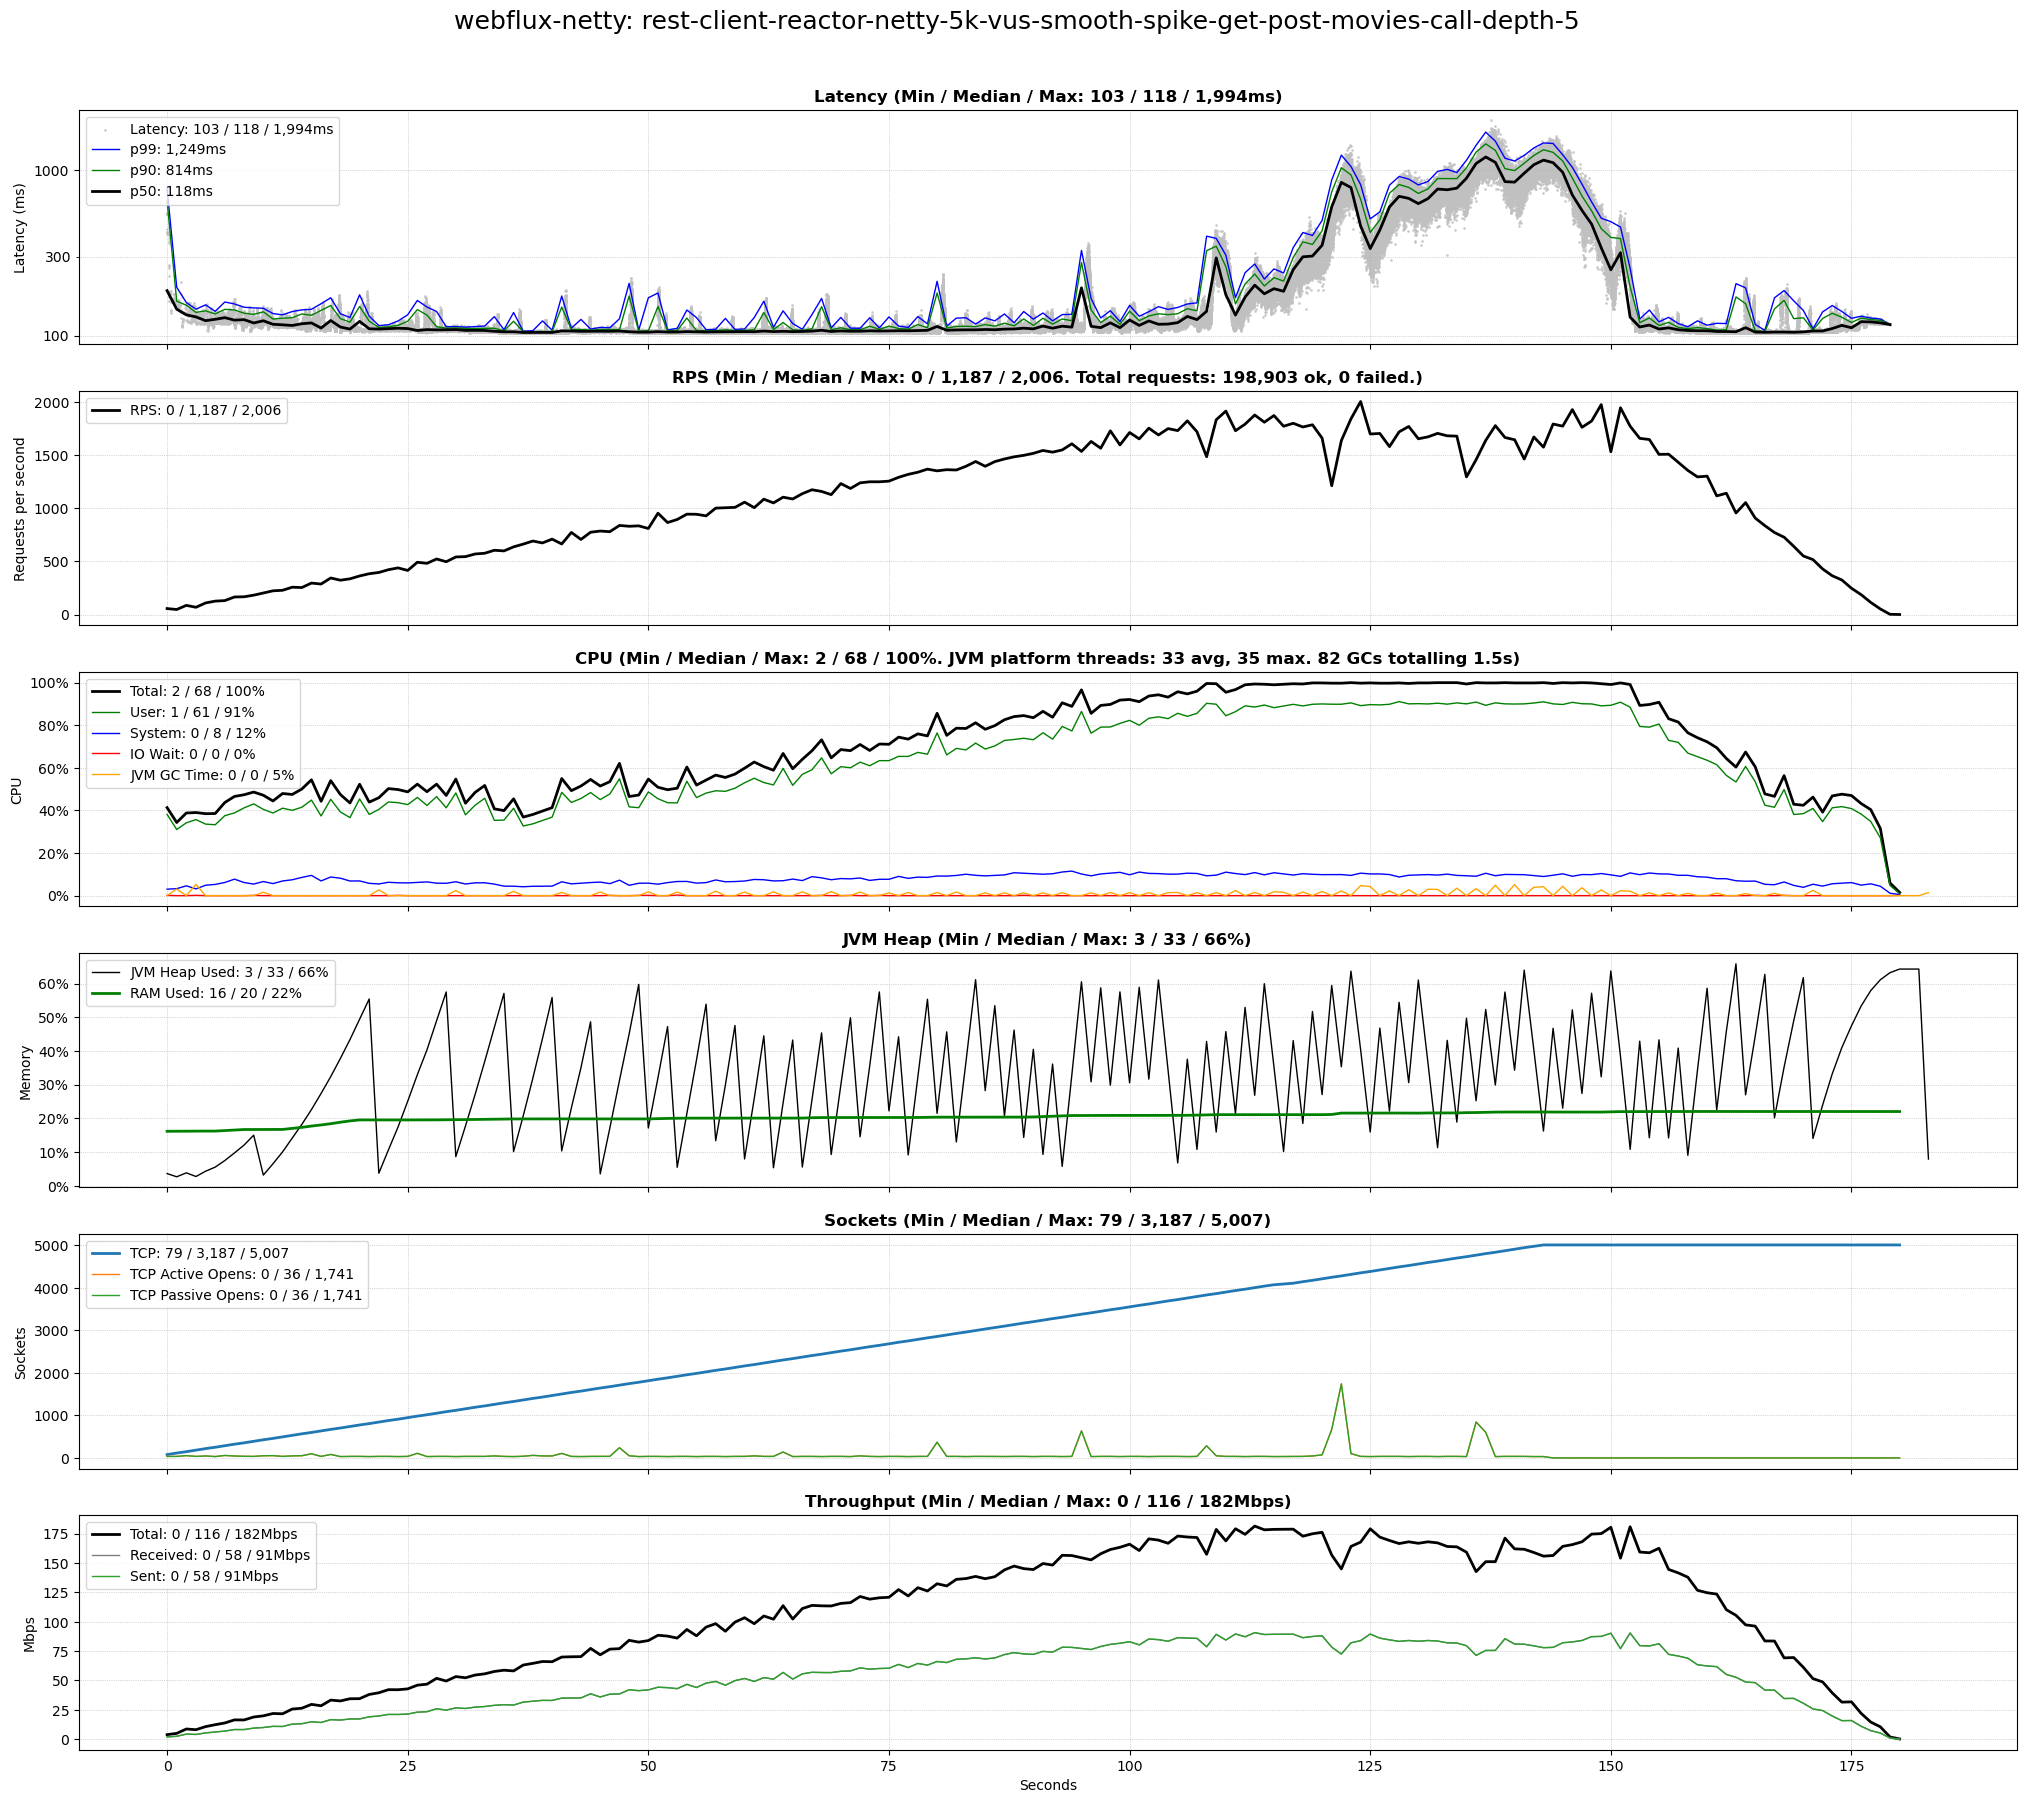 webflux-netty: rest-client-reactor-netty-5k-vus-smooth-spike-get-post-movies-call-depth-5
Latency (Min / Median / Max: 103 / 118 / 1,994ms)
Latency (ms)
1000
300
100
Latency: 103 / 118 / 1,994ms
p99: 1,249ms
p90: 814ms
p50: 118ms
RPS (Min / Median / Max: 0 / 1,187 / 2,006. Total requests: 198,903 ok, 0 failed.)
Requests per second
2000
1500
1000
500
0
RPS: 0 / 1,187 / 2,006
CPU (Min / Median / Max: 2 / 68 / 100%. JVM platform threads: 33 avg, 35 max. 82 GCs totalling 1.5s)
CPU
100%
80%
60%
40%
20%
0%
Total: 2 / 68 / 100%
User: 1 / 61 / 91%
System: 0 / 8 / 12%
IO Wait: 0 / 0 / 0%
JVM GC Time: 0 / 0 / 5%
JVM Heap (Min / Median / Max: 3 / 33 / 66%)
Memory
60%
50%
40%
30%
20%
10%
0%
JVM Heap Used: 3 / 33 / 66%
RAM Used: 16 / 20 / 22%
Sockets (Min / Median / Max: 79 / 3,187 / 5,007)
Sockets
5000
4000
3000
2000
1000
0
TCP: 79 / 3,187 / 5,007
TCP Active Opens: 0 / 36 / 1,741
TCP Passive Opens: 0 / 36 / 1,741
Throughput (Min / Median / Max: 0 / 116 / 182Mbps)
Mbps
175
150
125
100
75
50
25
0
Total: 0 / 116 / 182Mbps
Received: 0 / 58 / 91Mbps
Sent: 0 / 58 / 91Mbps
0 25 50 75 100 125 150 175
Seconds